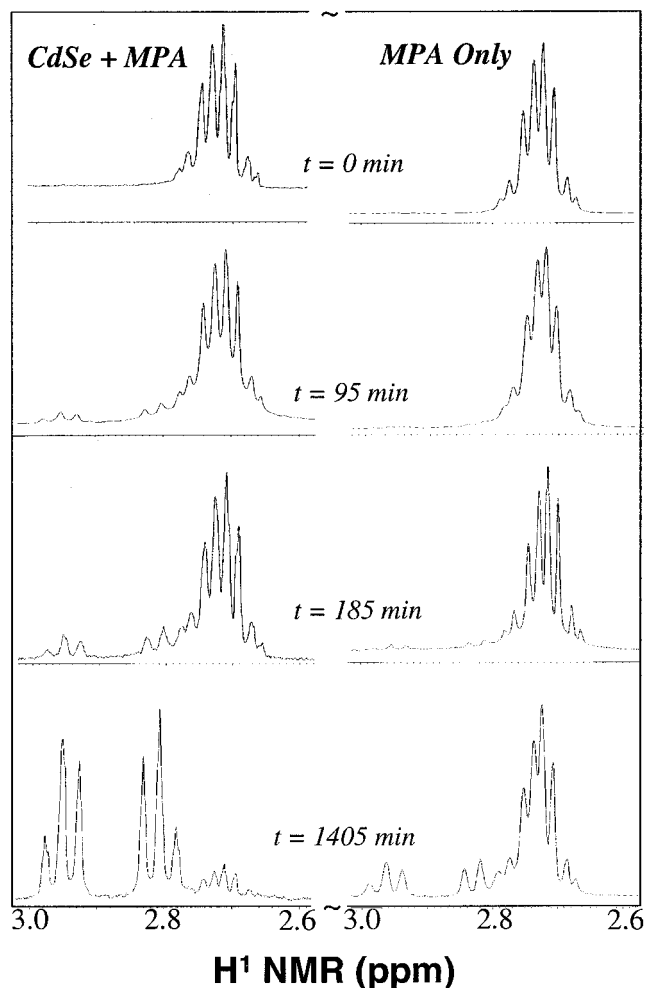 ~
CdSe + MPA
MPA Only
t = 0 min
t = 95 min
t = 185 min
t = 1405 min
3.0 2.8 2.6 ~ 3.0 2.8 2.6
H¹ NMR (ppm)